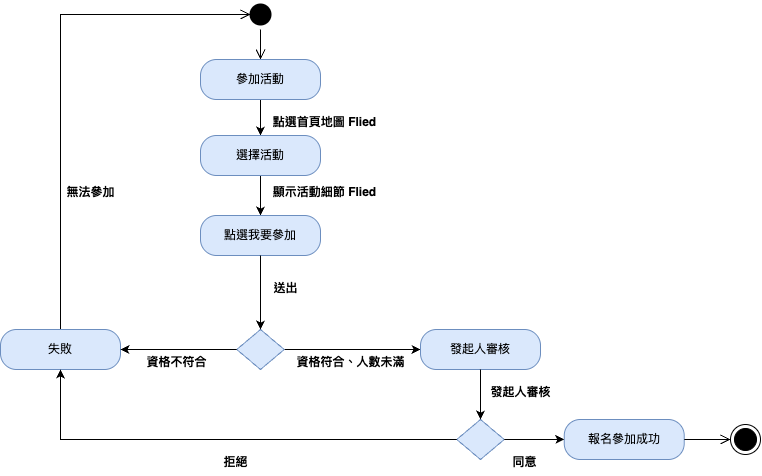 參加活動
點選首頁地圖 Flied
選擇活動
無法參加
顯示活動細節 Flied
點選我要參加
送出
失敗
資格不符合
資格符合、人數未滿
發起人審核
發起人審核
報名參加成功
拒絕
同意